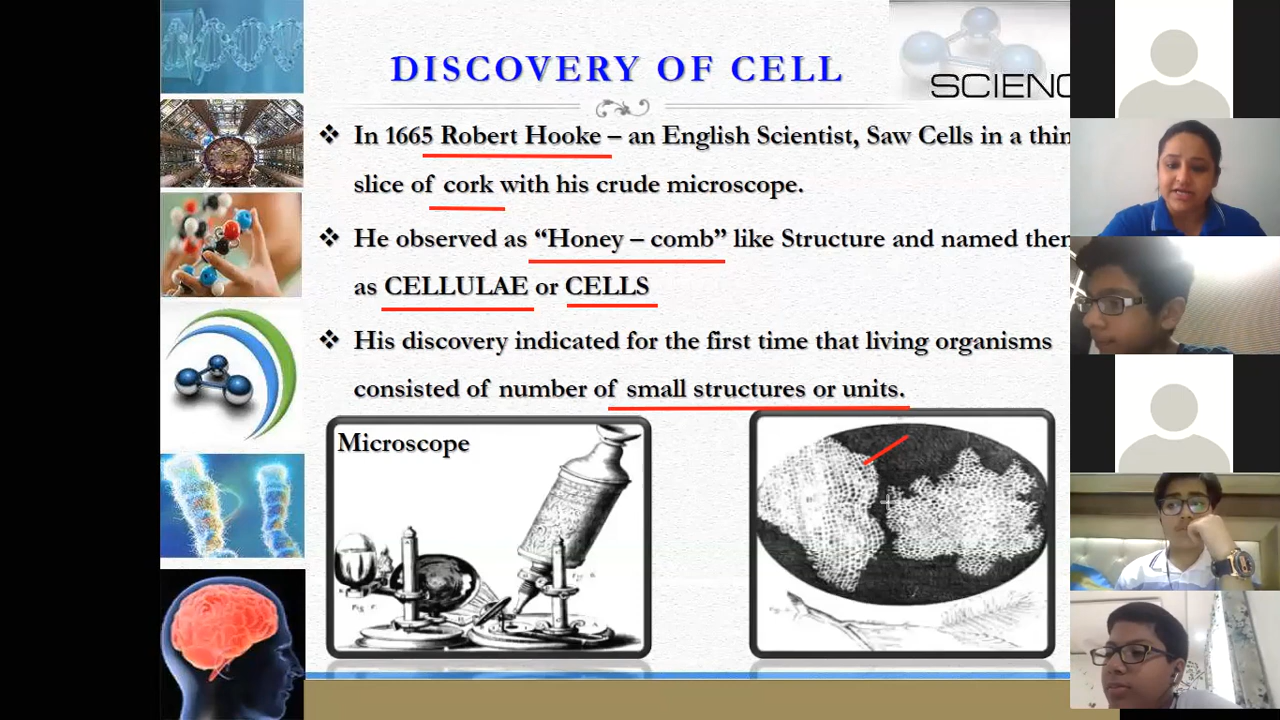 DISCOVERY OF CELL
SCIENC
❖ In 1665 Robert Hooke – an English Scientist, Saw Cells in a thin
slice of cork with his crude microscope.
❖ He observed as “Honey – comb” like Structure and named them
as CELLULAE or CELLS
❖ His discovery indicated for the first time that living organisms
consisted of number of small structures or units.
Microscope